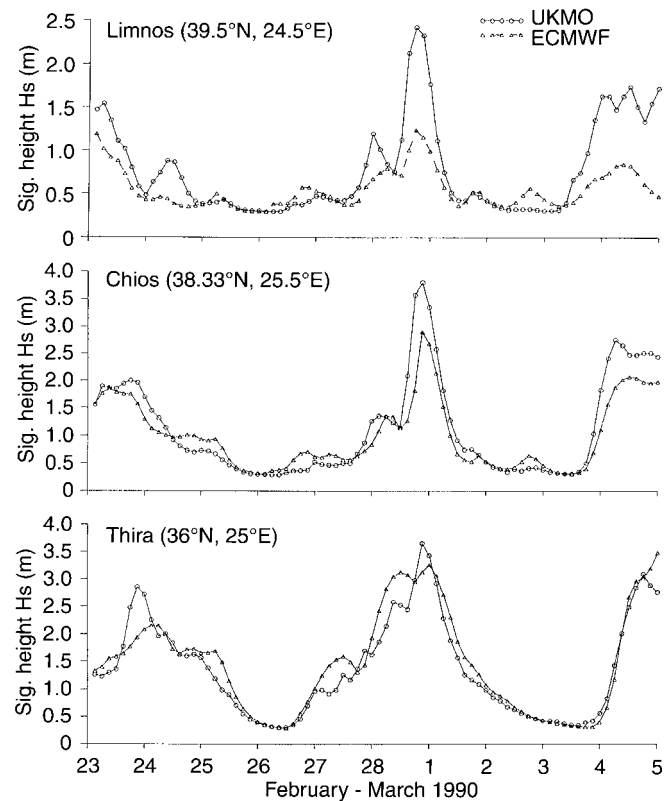 Limnos (39.5°N, 24.5°E)
UKMO
ECMWF
Sig. height Hs (m)
2.5
2.0
1.5
1.0
0.5
0
Chios (38.33°N, 25.5°E)
Sig. height Hs (m)
4.0
3.5
3.0
2.5
2.0
1.5
1.0
0.5
0
Thira (36°N, 25°E)
Sig. height Hs (m)
4.0
3.5
3.0
2.5
2.0
1.5
1.0
0.5
0
23 24 25 26 27 28 1 2 3 4 5
February - March 1990